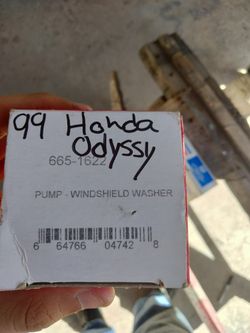 99 Honda
Odyssy
665-1622
PUMP - WINDSHIELD WASHER
6 64766 04742 8